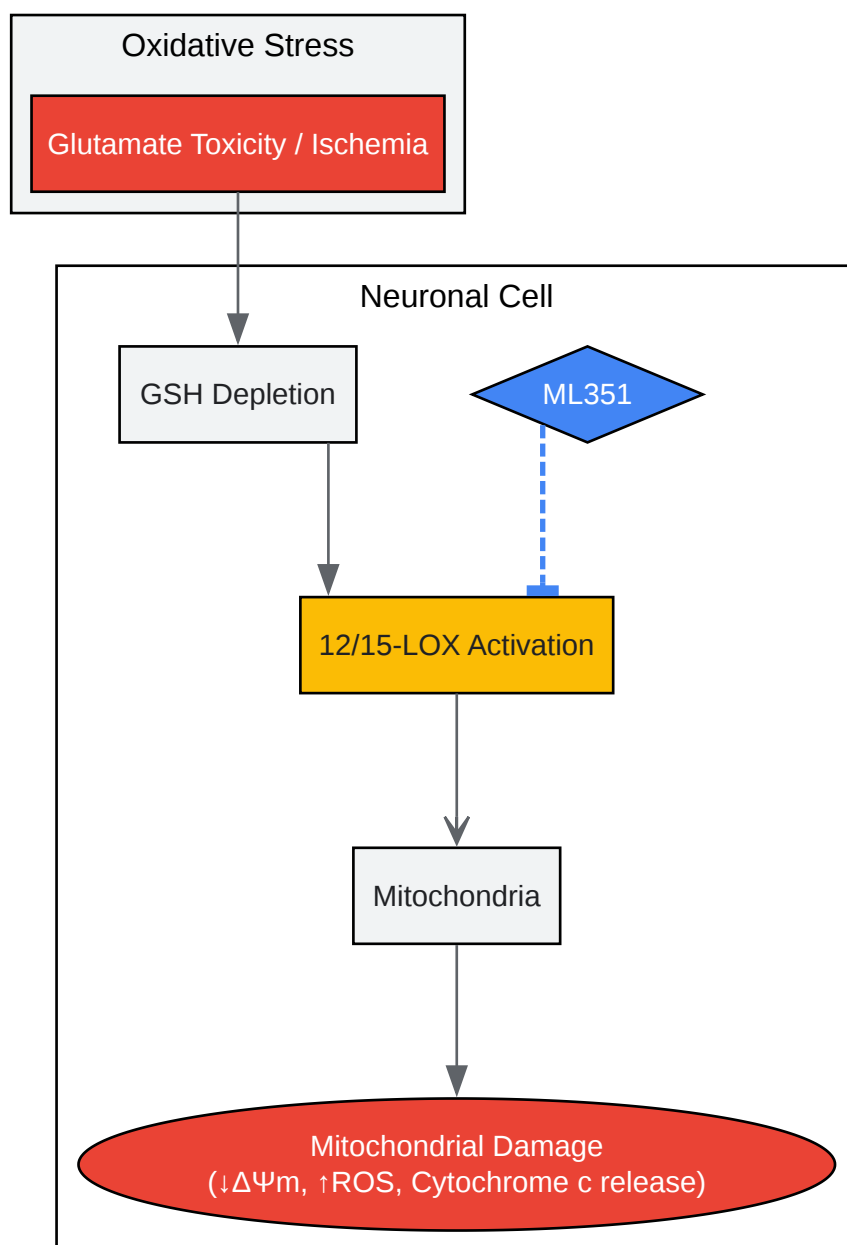 Oxidative Stress
Glutamate Toxicity / Ischemia
Neuronal Cell
GSH Depletion
ML351
12/15-LOX Activation
Mitochondria
Mitochondrial Damage
(↓ΔΨm, ↑ROS, Cytochrome c release)